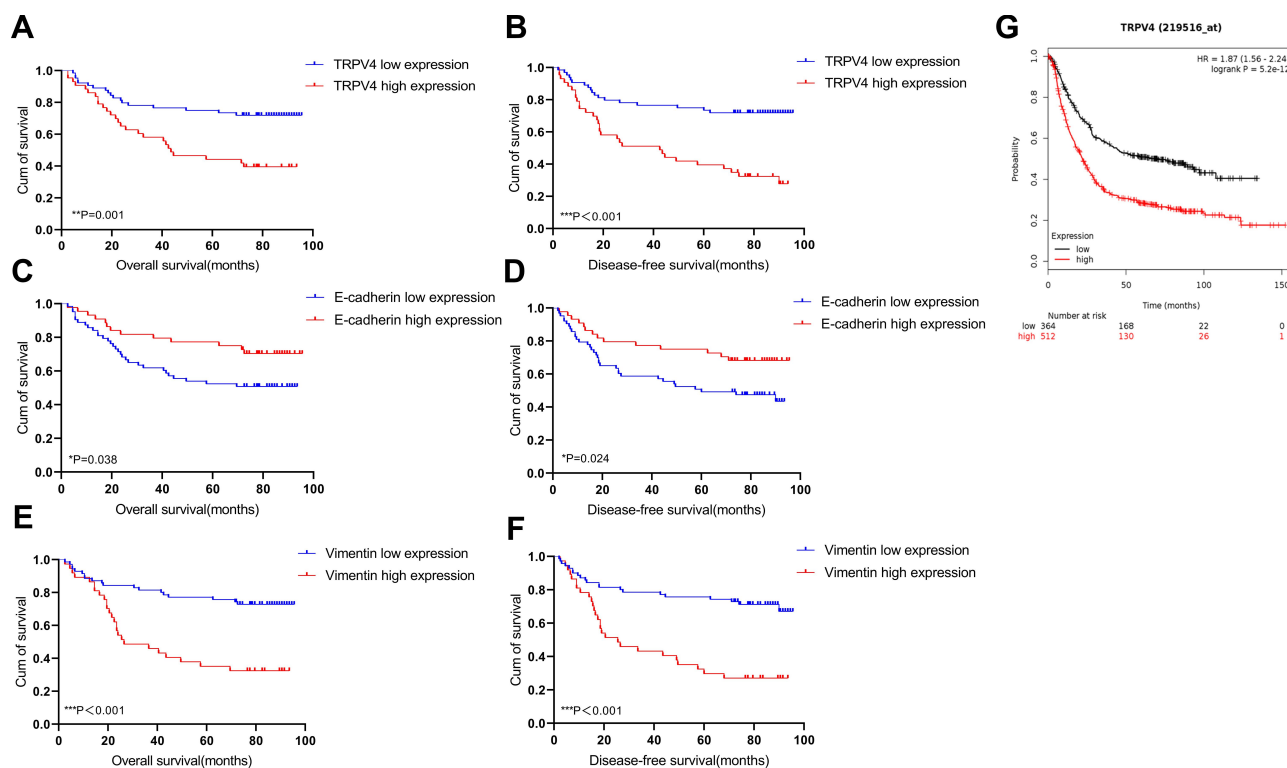 A
TRPV4 low expression
TRPV4 high expression
Cum of survival
1.0
0.8
0.6
0.4
0.2
0.0
**P=0.001
0 20 40 60 80 100
Overall survival(months)
B
TRPV4 low expression
TRPV4 high expression
Cum of survival
1.0
0.8
0.6
0.4
0.2
0.0
***P<0.001
0 20 40 60 80 100
Disease-free survival(months)
G
TRPV4 (219516_at)
HR = 1.87 (1.56 - 2.24
logrank P = 5.2e-12
Probability
1.0
0.8
0.6
0.4
0.2
0.0
Expression
low
high
0 50 100 150
Time (months)
Number at risk
low 364 168 22 0
high 512 130 26 1
C
E-cadherin low expression
E-cadherin high expression
Cum of survival
1.0
0.8
0.6
0.4
0.2
0.0
*P=0.038
0 20 40 60 80 100
Overall survival(months)
D
E-cadherin low expression
E-cadherin high expression
Cum of survival
1.0
0.8
0.6
0.4
0.2
0.0
*P=0.024
0 20 40 60 80 100
Disease-free survival(months)
E
Vimentin low expression
Vimentin high expression
Cum of survival
1.0
0.8
0.6
0.4
0.2
0.0
***P<0.001
0 20 40 60 80 100
Overall survival(months)
F
Vimentin low expression
Vimentin high expression
Cum of survival
1.0
0.8
0.6
0.4
0.2
0.0
***P<0.001
0 20 40 60 80 100
Disease-free survival(months)